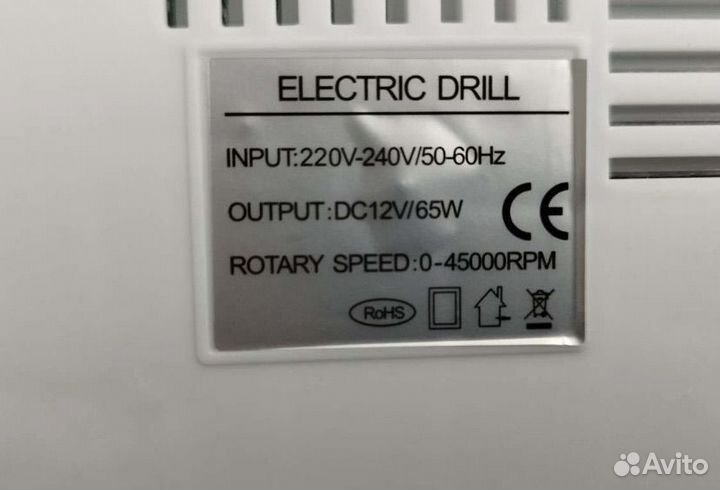 ELECTRIC DRILL
INPUT:220V-240V/50-60Hz
OUTPUT:DC12V/65W
CE
ROTARY SPEED:0-45000RPM
RoHS
Avito